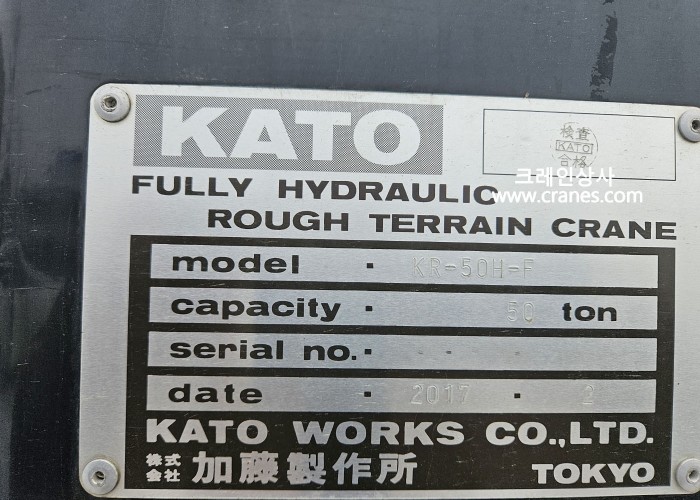 KATO
検査
KATO
合格
크레인상사
www.cranes.com
FULLY HYDRAULIC
ROUGH TERRAIN CRANE
model · KR-50H-F
capacity · 50 ton
serial no. · - - -
date 2017 · 2
KATO WORKS CO.,LTD.
株式会社 加藤製作所 TOKYO